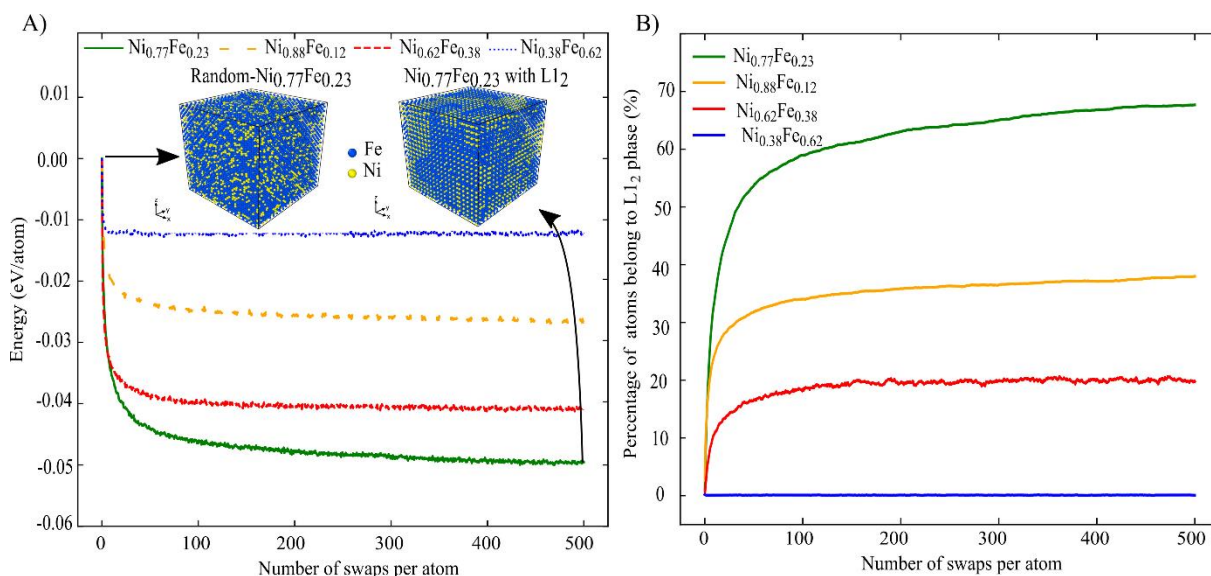 A)
Ni0.77Fe0.23 Ni0.88Fe0.12 Ni0.62Fe0.38 Ni0.38Fe0.62
Random-Ni0.77Fe0.23 Ni0.77Fe0.23 with L12
Fe
Ni
z y x
z y x
0.01
0.00
-0.01
-0.02
-0.03
-0.04
-0.05
-0.06
Energy (eV/atom)
0 100 200 300 400 500
Number of swaps per atom
B)
Ni0.77Fe0.23
Ni0.88Fe0.12
Ni0.62Fe0.38
Ni0.38Fe0.62
70
60
50
40
30
20
10
0
Percentage of atoms belong to L12 phase (%)
0 100 200 300 400 500
Number of swaps per atom